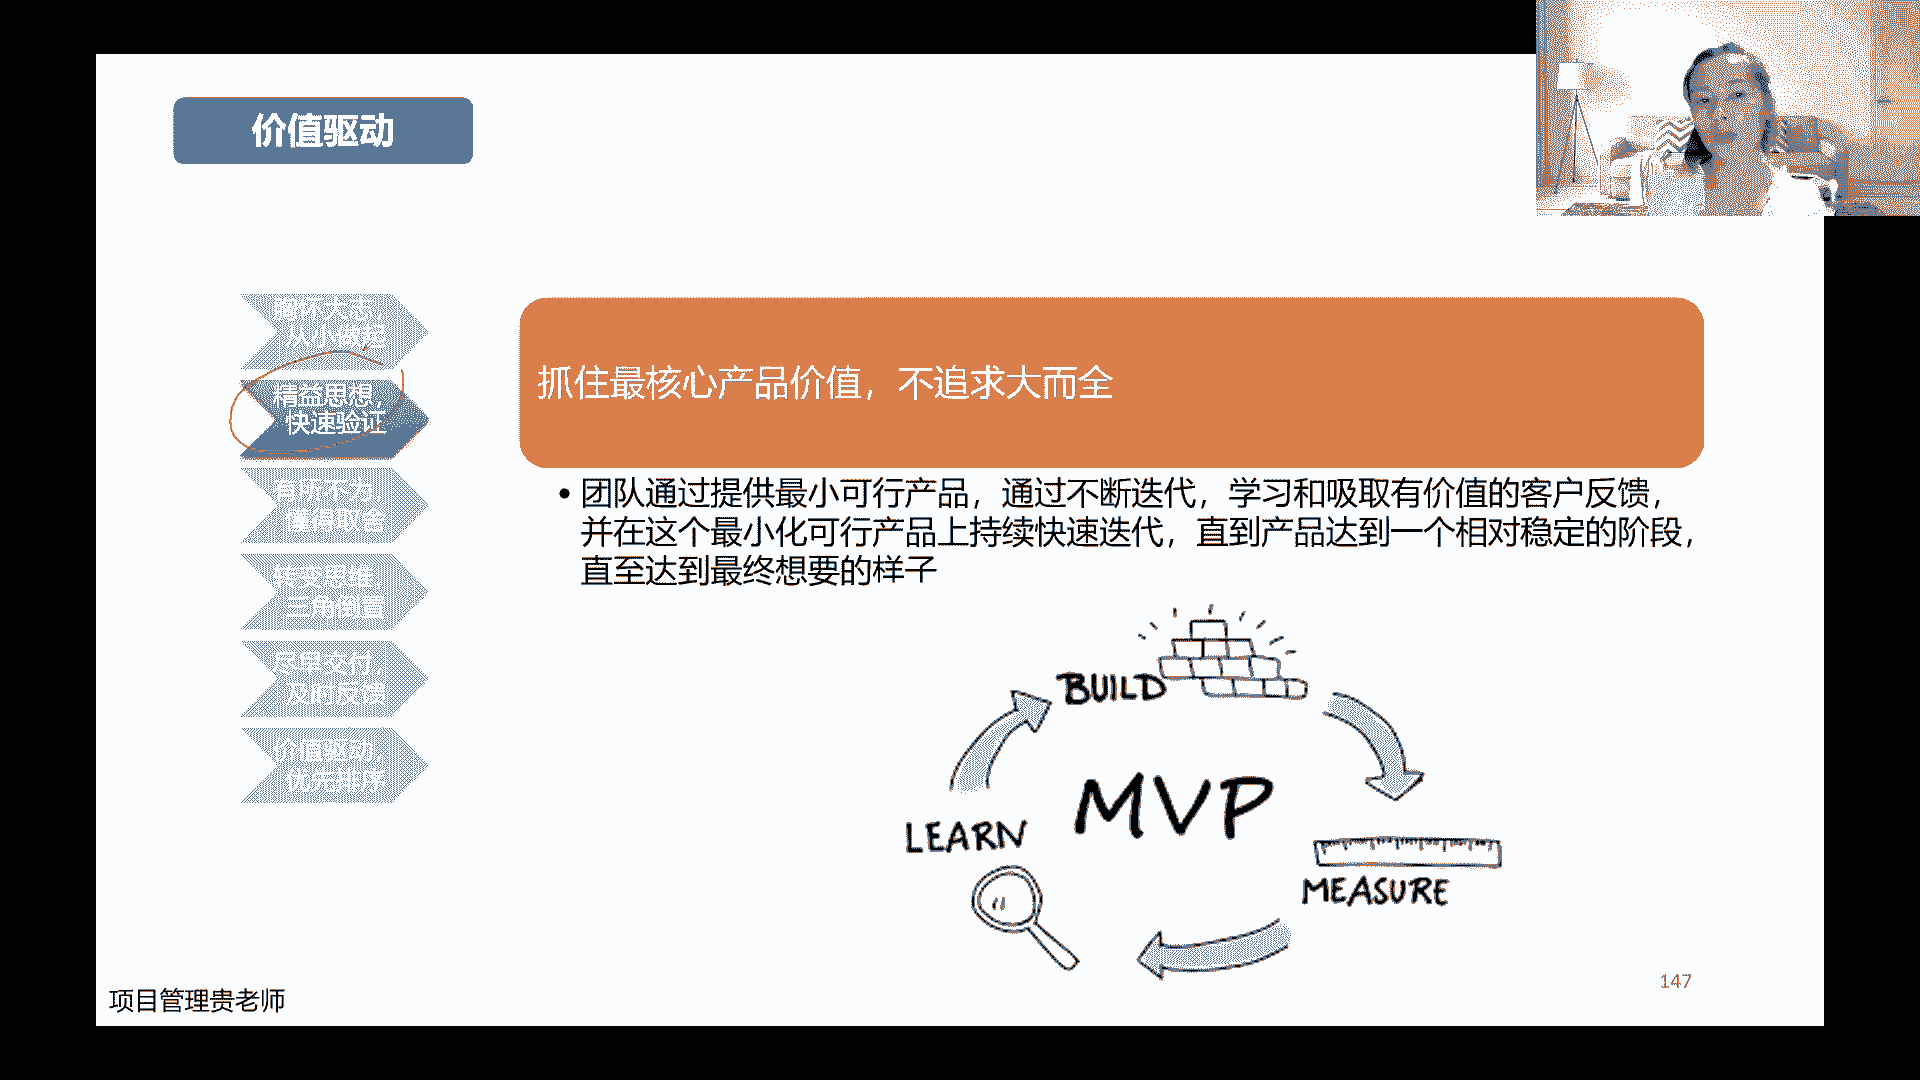 价值驱动
胸怀大志,
从小做起
精益思想,
快速验证
有所不为,
懂得取舍
转变思维
三角倒置
尽早交付,
及时反馈
价值驱动,
优先排序
抓住最核心产品价值，不追求大而全
• 团队通过提供最小可行产品，通过不断迭代，学习和吸取有价值的客户反馈，
并在这个最小化可行产品上持续快速迭代，直到产品达到一个相对稳定的阶段，
直至达到最终想要的样子
BUILD
MVP
LEARN
MEASURE
147
项目管理贵老师